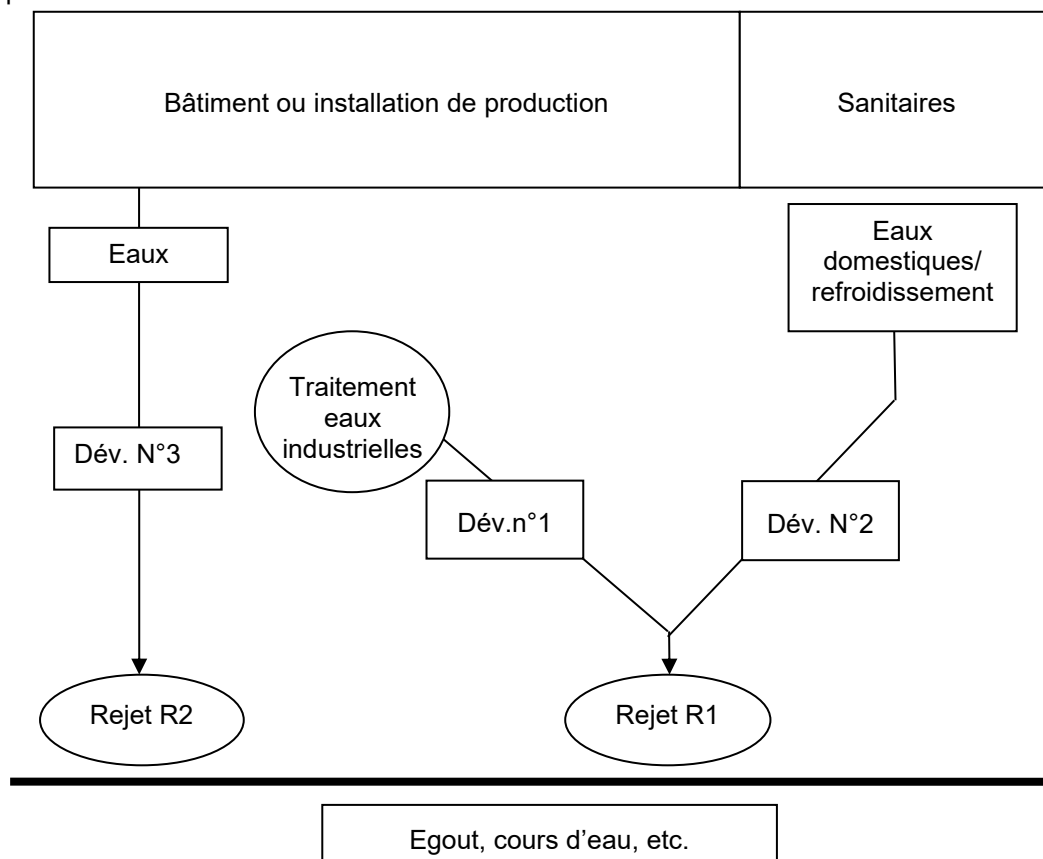 Bâtiment ou installation de production
Sanitaires
Eaux
Eaux
domestiques/
refroidissement
Traitement
eaux
industrielles
Dév. N°3
Dév.n°1
Dév. N°2
Rejet R2
Rejet R1
Egout, cours d'eau, etc.